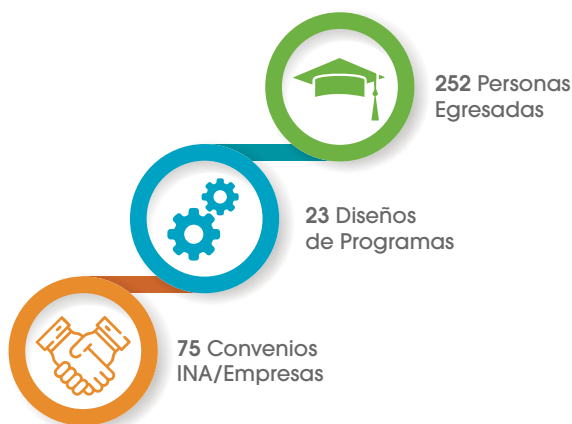 252 Personas
Egresadas
23 Diseños
de Programas
75 Convenios
INA/Empresas